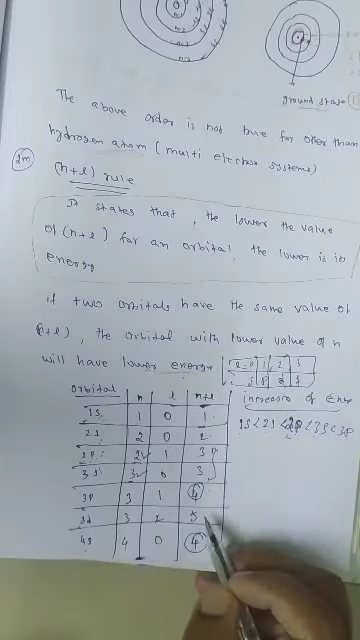 ground state
The above order is not true for other than
hydrogen atom (multi electron systems)
2m
(n+l) rule
It states that, the lower the value
of (n+l) for an orbital, the lower is its
energy
if two orbitals have the same value of
(n+l), the orbital with lower value of n
will have lower energy
Orbital n l n+l
1s 1 0 1
2s 2 0 2
2p 2 1 3
3s 3 0 3
3p 3 1 4
3d 3 2 5
4s 4 0 4
increases of Ene
1s<2s<2p<3s<3p